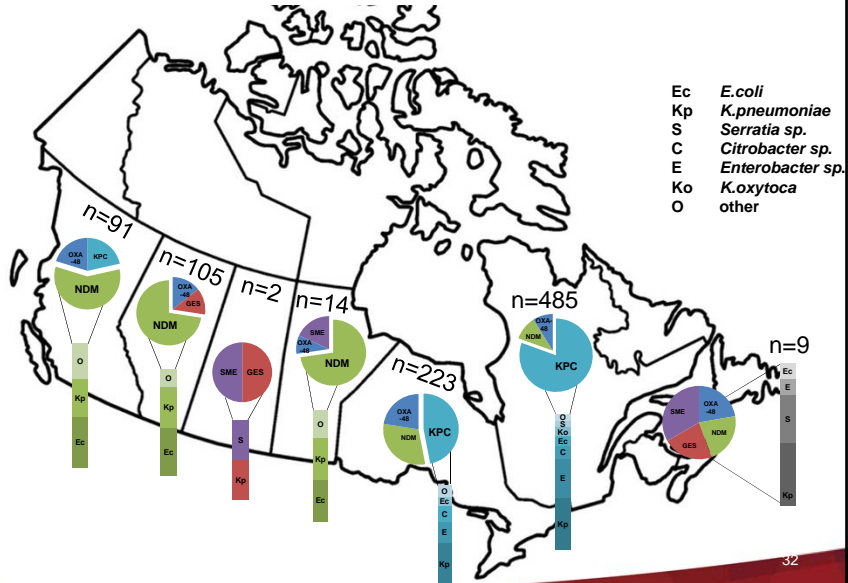 Ec E.coli
Kp K.pneumoniae
S Serratia sp.
C Citrobacter sp.
E Enterobacter sp.
Ko K.oxytoca
O other
n=91
OXA
-48
KPC
NDM
O
Kp
Ec
n=105
OXA
-48
GES
NDM
O
Kp
Ec
n=2
SME
GES
S
Kp
n=14
SME
OXA
-48
NDM
O
Kp
Ec
n=223
OXA
-48
KPC
NDM
O
Ec
C
E
Kp
n=485
OXA-
48
NDM
KPC
O
S
Ko
Ec
C
E
Kp
n=9
SME
OXA
-48
NDM
GES
Ec
E
S
Kp
32